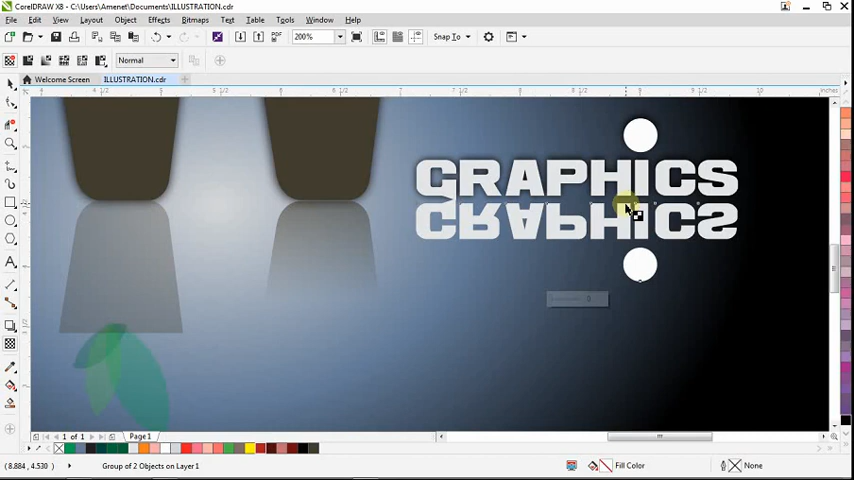 CorelDRAW X8 - C:\Users\Amenet\Documents\ILLUSTRATION.cdr
File Edit View Layout Object Effects Bitmaps Text Table Tools Window Help
200% PDF Snap To
Normal
Welcome Screen ILLUSTRATION.cdr
inches
GRAPHICS
GRAPHICS
1 of 1 Page1
(8.884, 4.530) Group of 2 Objects on Layer 1 Fill Color None